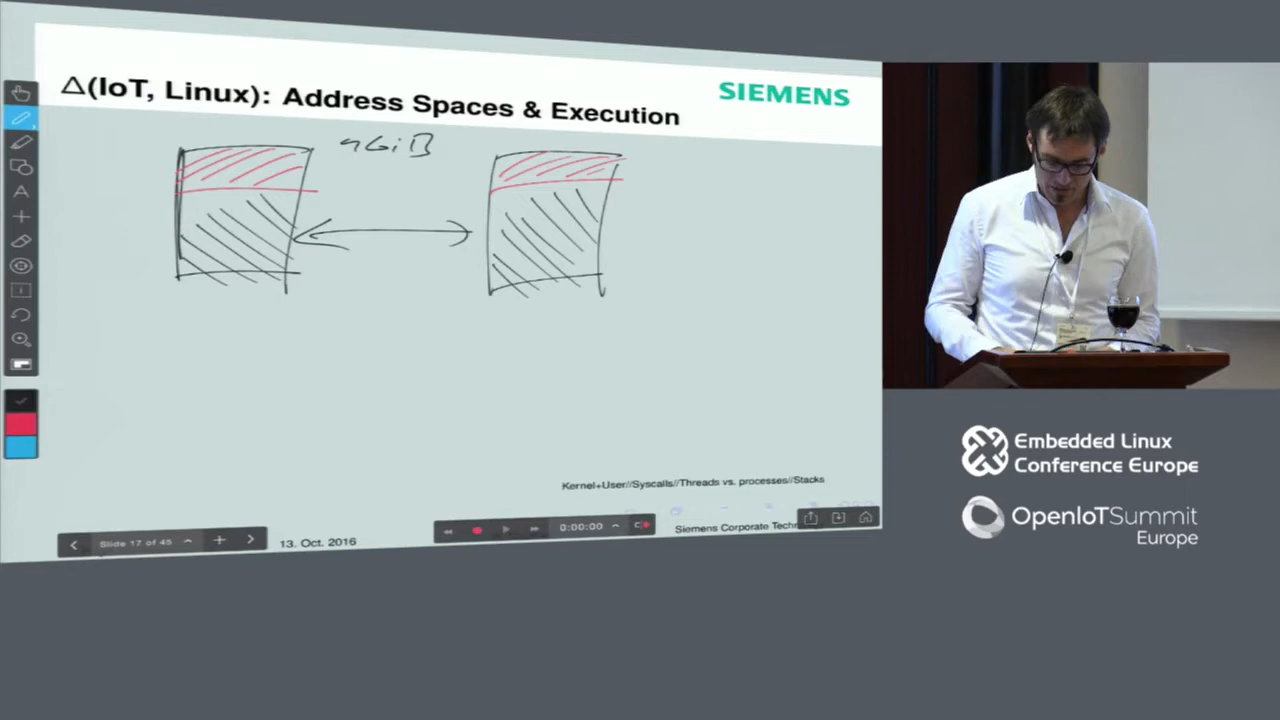 Δ(IoT, Linux): Address Spaces & Execution
SIEMENS
4GiB
Kernel+User//Syscalls//Threads vs. processes//Stacks
0:00:00
Slide 17 of 45
13. Oct. 2016
Siemens Corporate Techn
Embedded Linux
Conference Europe
OpenIoTSummit
Europe